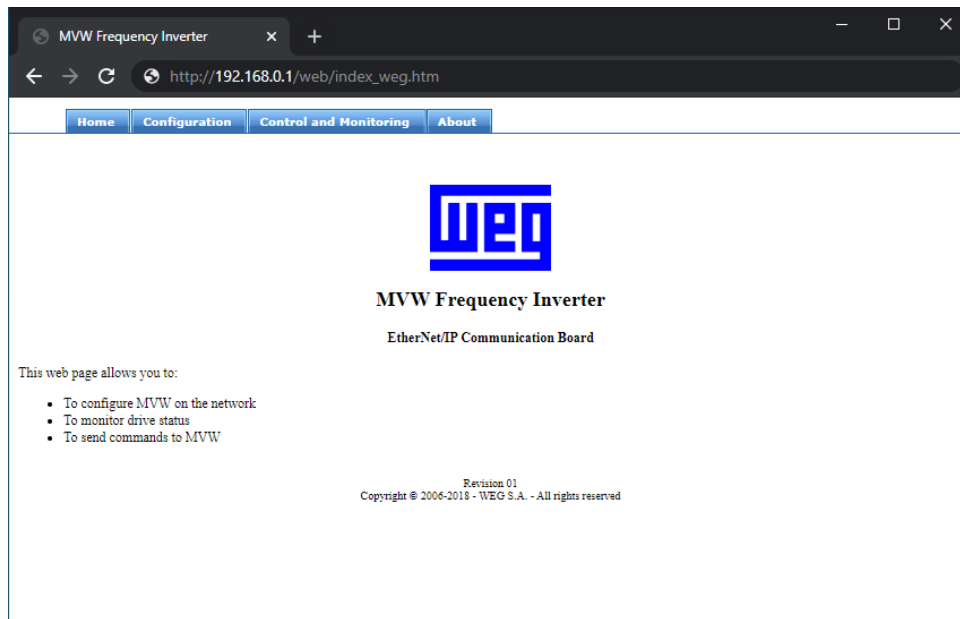 MVW Frequency Inverter
http://192.168.0.1/web/index_weg.htm
Home Configuration Control and Monitoring About
weg
MVW Frequency Inverter
EtherNet/IP Communication Board
This web page allows you to:
To configure MVW on the network
To monitor drive status
To send commands to MVW
Revision 01
Copyright © 2006-2018 - WEG S.A. - All rights reserved